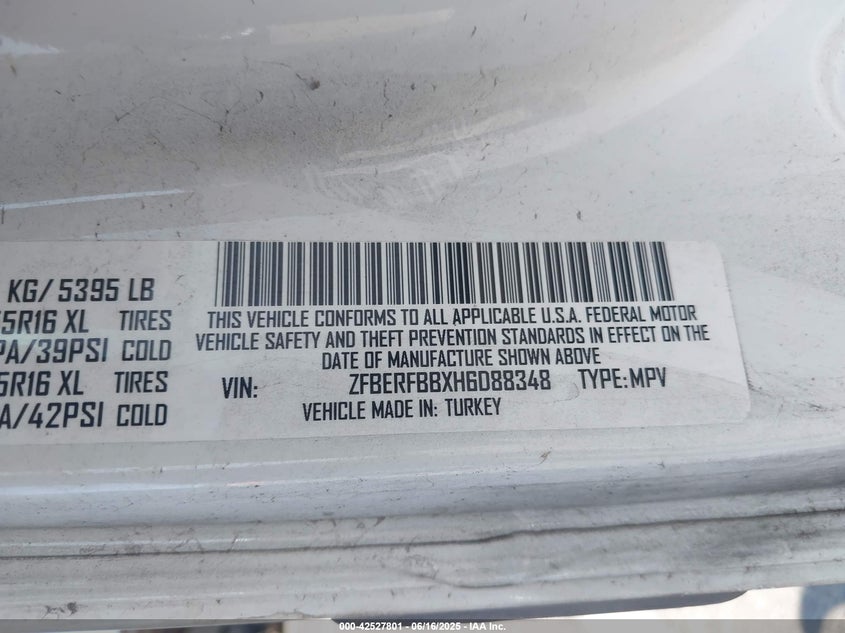 KG/ 5395 LB
5R16 XL TIRES
PA/39PSI COLD
5R16 XL TIRES
A/42PSI COLD
THIS VEHICLE CONFORMS TO ALL APPLICABLE U.S.A. FEDERAL MOTOR
VEHICLE SAFETY AND THEFT PREVENTION STANDARDS IN EFFECT ON THE
DATE OF MANUFACTURE SHOWN ABOVE
VIN: ZFBERFBBXH6D88348 TYPE: MPV
VEHICLE MADE IN: TURKEY
000-42527801 - 06/16/2025 - IAA Inc.